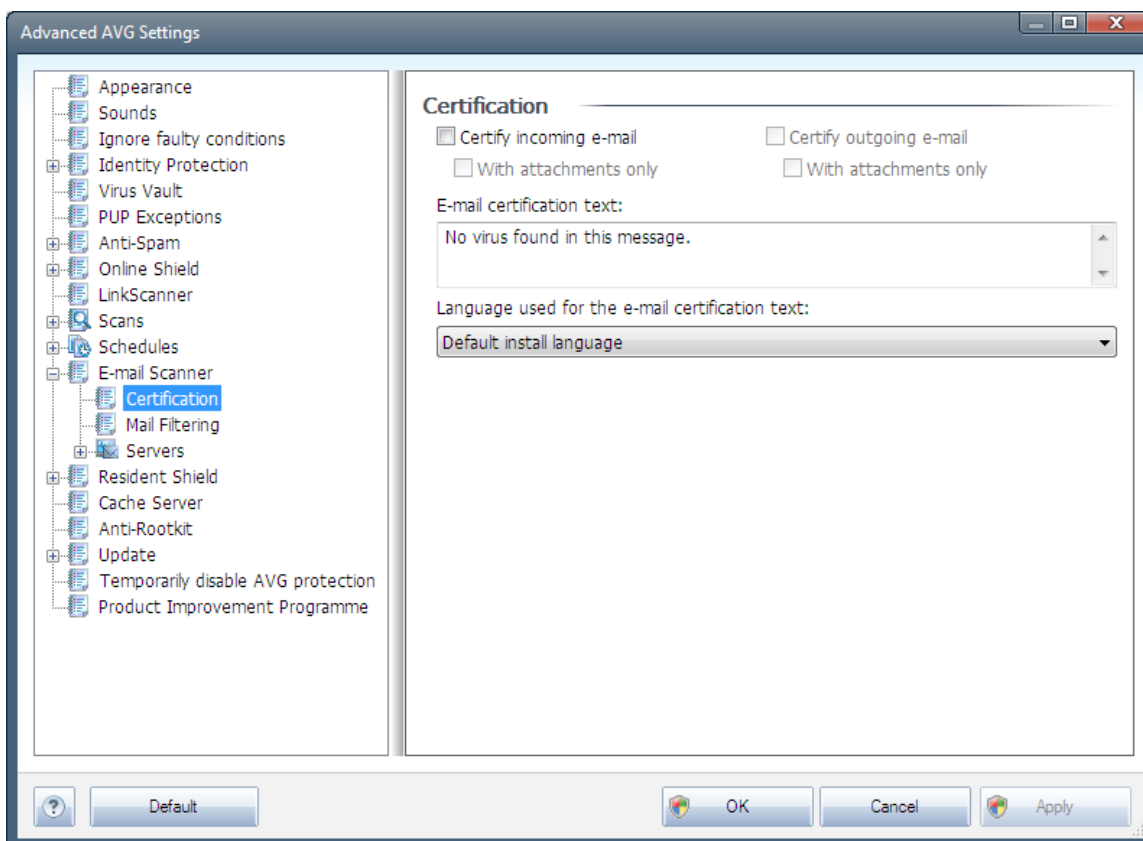 Advanced AVG Settings
Appearance
Sounds
Ignore faulty conditions
Identity Protection
Virus Vault
PUP Exceptions
Anti-Spam
Online Shield
LinkScanner
Scans
Schedules
E-mail Scanner
Certification
Mail Filtering
Servers
Resident Shield
Cache Server
Anti-Rootkit
Update
Temporarily disable AVG protection
Product Improvement Programme
Certification
Certify incoming e-mail
Certify outgoing e-mail
With attachments only
With attachments only
E-mail certification text:
No virus found in this message.
Language used for the e-mail certification text:
Default install language
?
Default
OK
Cancel
Apply